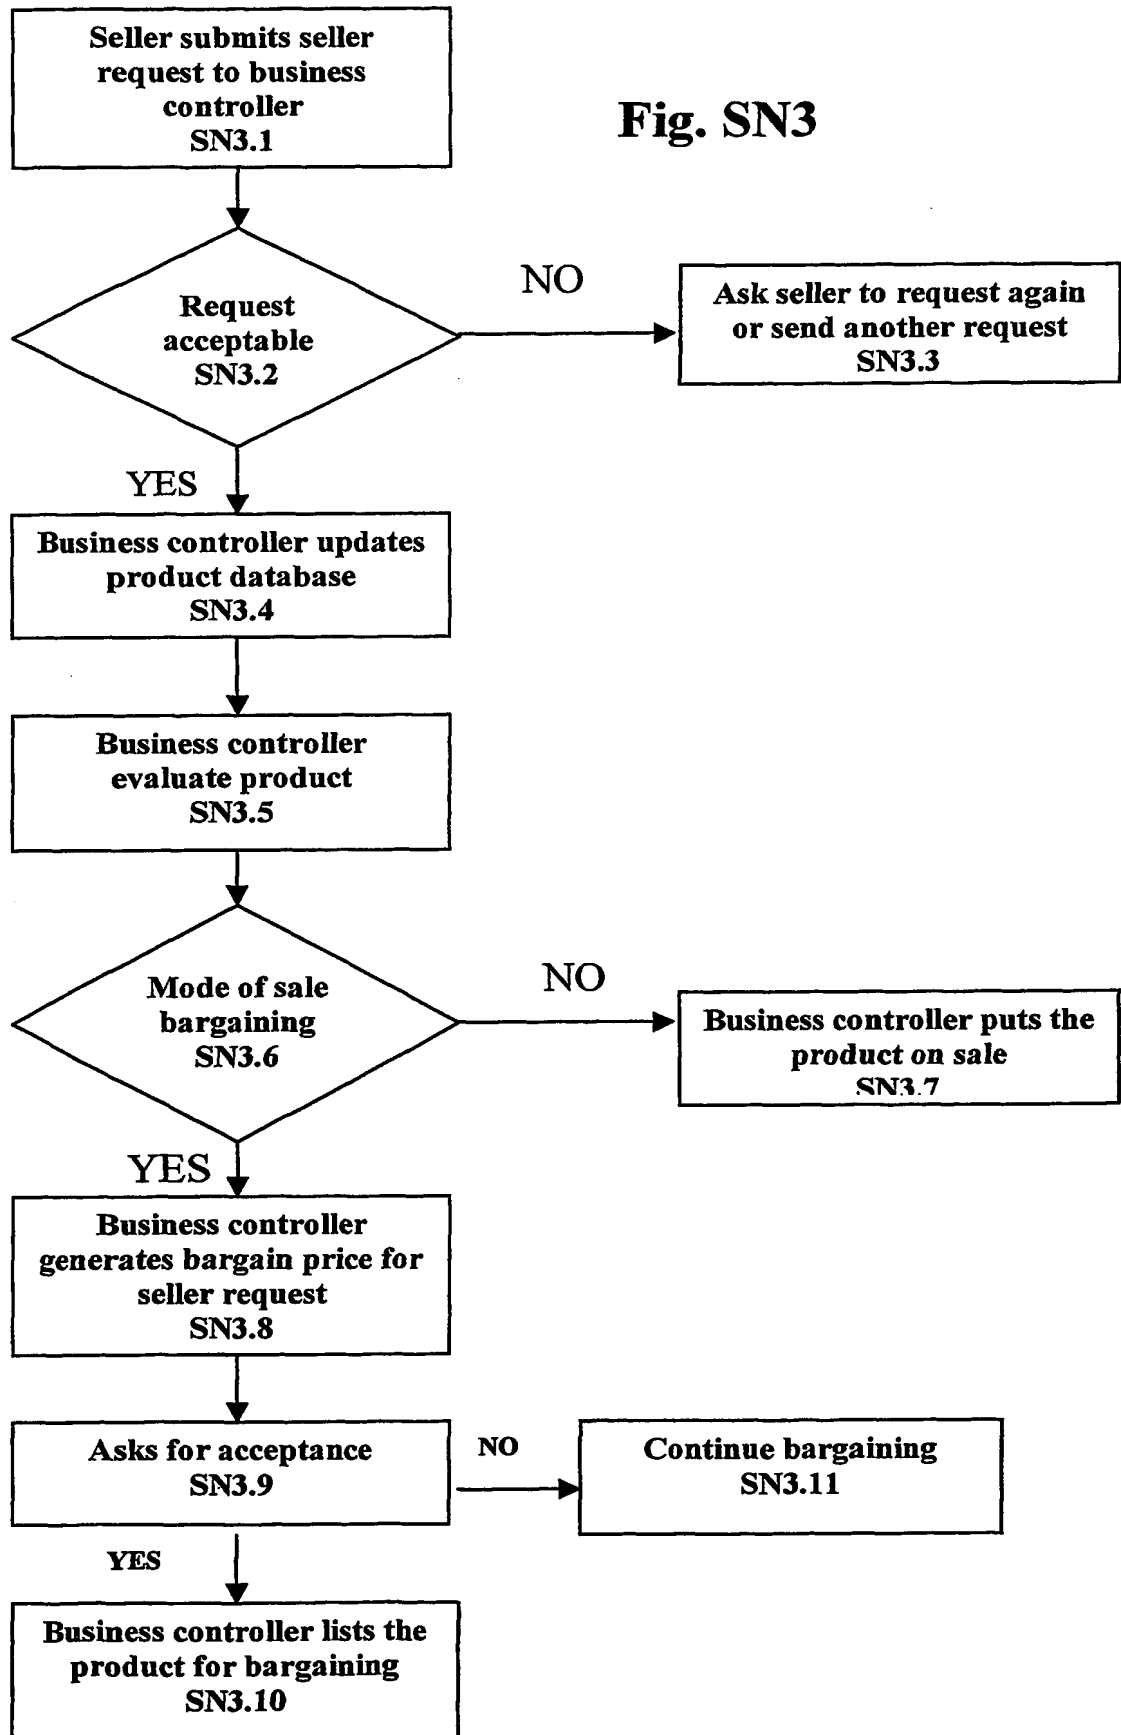 Seller submits seller
request to business
controller
SN3.1
Fig. SN3
Request
acceptable
SN3.2
NO
Ask seller to request again
or send another request
SN3.3
YES
Business controller updates
product database
SN3.4
Business controller
evaluate product
SN3.5
Mode of sale
bargaining
SN3.6
NO
Business controller puts the
product on sale
SN3.7
YES
Business controller
generates bargain price for
seller request
SN3.8
Asks for acceptance
SN3.9
NO
Continue bargaining
SN3.11
YES
Business controller lists the
product for bargaining
SN3.10